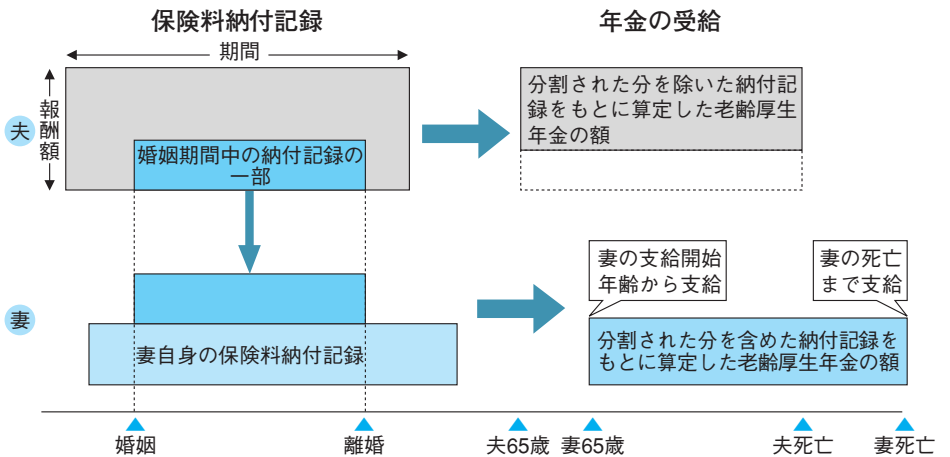 保険料納付記録
年金の受給
期間
報酬額
夫
婚姻期間中の納付記録の
一部
分割された分を除いた納付記
録をもとに算定した老齢厚生
年金の額
妻の支給開始
年齢から支給
妻の死亡
まで支給
妻
妻自身の保険料納付記録
分割された分を含めた納付記録を
もとに算定した老齢厚生年金の額
婚姻
離婚
夫65歳
妻65歳
夫死亡
妻死亡